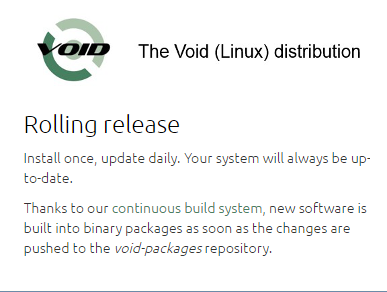 VOID
The Void (Linux) distribution
Rolling release
Install once, update daily. Your system will always be up-
to-date.
Thanks to our continuous build system, new software is
built into binary packages as soon as the changes are
pushed to the void-packages repository.